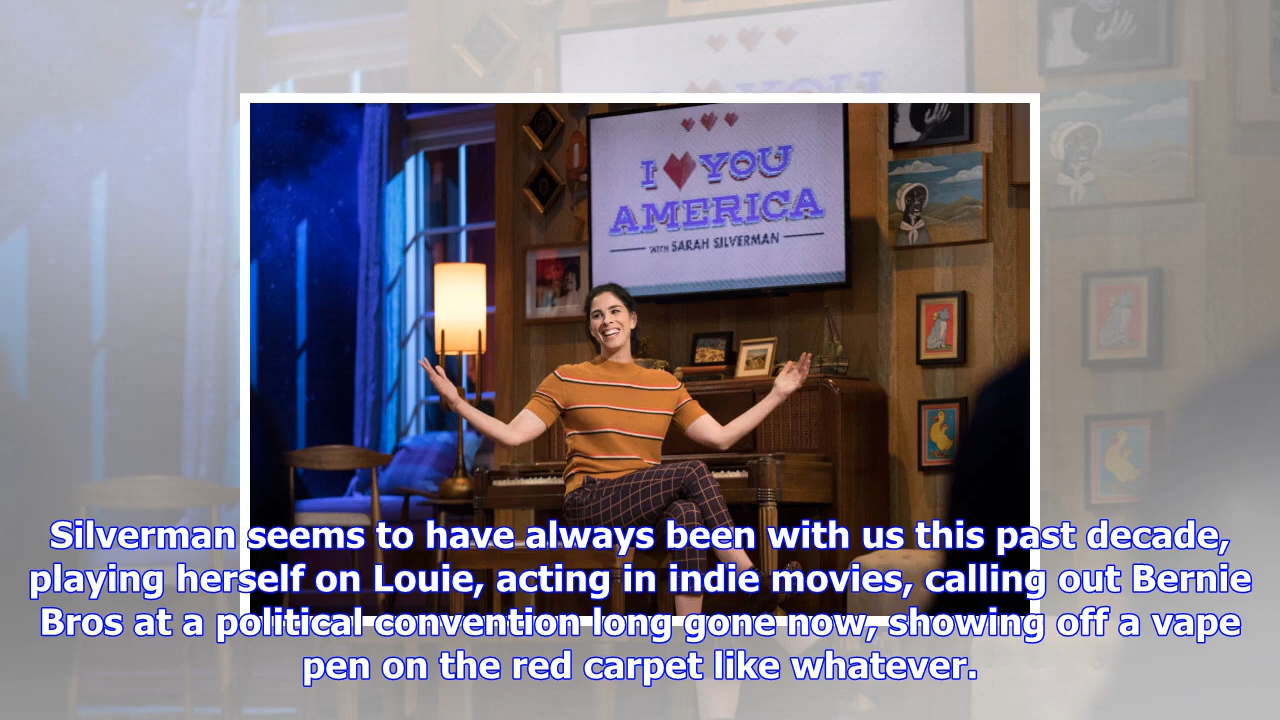 I ❤ YOU
AMERICA
WITH SARAH SILVERMAN
Silverman seems to have always been with us this past decade,
playing herself on Louie, acting in indie movies, calling out Bernie
Bros at a political convention long gone now, showing off a vape
pen on the red carpet like whatever.